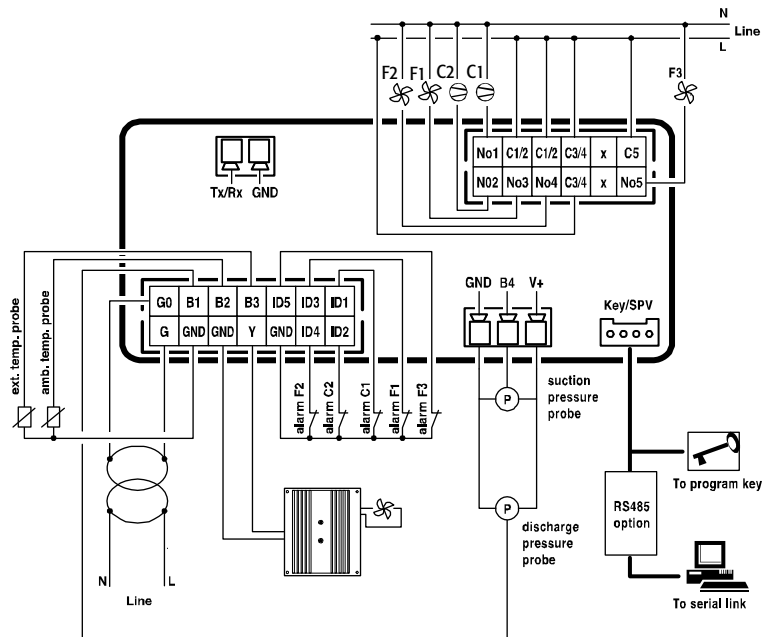 N
Line
L
F2 F1 C2 C1
F3
No1 C1/2 C1/2 C3/4 x C5
N02 No3 No4 C3/4 x No5
Tx/Rx GND
ext. temp. probe
amb. temp. probe
G0 B1 B2 B3 ID5 ID3 ID1
G GND GND Y GND ID4 ID2
GND B4 V+
Key/SPV
alarm F2
alarm C2
alarm C1
alarm F1
alarm F3
P
suction
pressure
probe
To program key
RS485
option
P
discharge
pressure
probe
N L
Line
To serial link